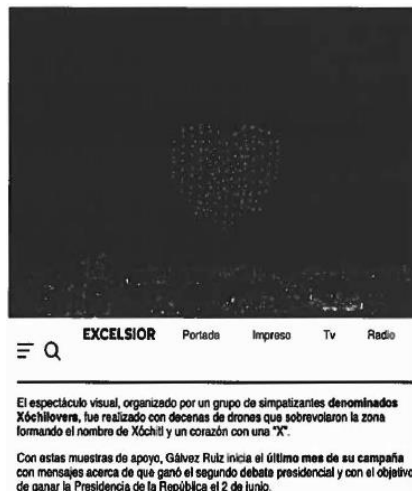 EXCELSIOR Portada Impreso Tv Radio
El espectáculo visual, organizado por un grupo de simpatizantes denominados
Xóchilovers, fue realizado con decenas de drones que sobrevolaron la zona
formando el nombre de Xóchitl y un corazón con una "X".
Con estas muestras de apoyo, Gálvez Ruiz inicia el último mes de su campaña
con mensajes acerca de que ganó el segundo debate presidencial y con el objetivo
de ganar la Presidencia de la República el 2 de junio.